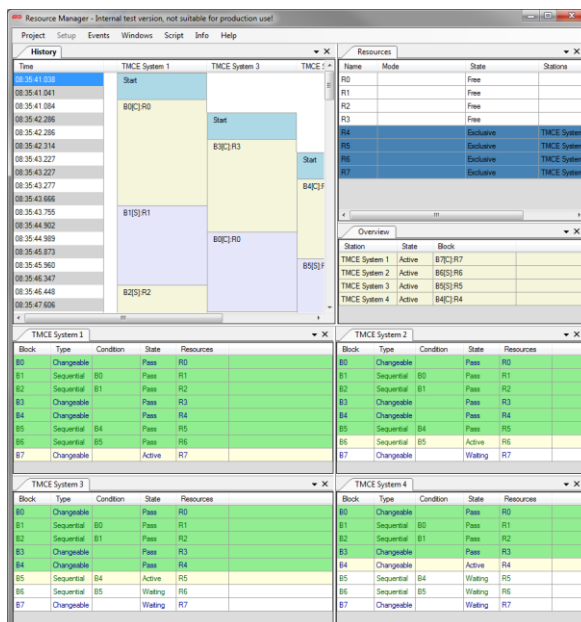 Resource Manager - Internal test version, not suitable for production use!
Project Setup Events Windows Script Info Help
History
Time TMCE System 1 TMCE System 3
08:35:41.038 Start
08:35:41.041
08:35:41.084 B0[C]:R0
08:35:42.286 Start
08:35:42.286
08:35:42.314 B3[C]:R3
08:35:43.227 Start
08:35:43.227
08:35:43.277
08:35:43.666
08:35:43.755 B1[S]:R1
08:35:44.902
08:35:44.989 B0[C]:R0
08:35:45.873
08:35:45.960
08:35:46.347
08:35:46.448 B2[S]:R2
08:35:47.606
Resources
Name Mode State Stations
R0 Free
R1 Free
R2 Free
R3 Free
R4 Exclusive TMCE System
R5 Exclusive TMCE System
R6 Exclusive TMCE System
R7 Exclusive TMCE System
Overview
Station State Block
TMCE System 1 Active B7[C]:R7
TMCE System 2 Active B6[S]:R6
TMCE System 3 Active B5[S]:R5
TMCE System 4 Active B4[C]:R4
TMCE System 1
Block Type Condition State Resources
B0 Changeable Pass R0
B1 Sequential B0 Pass R1
B2 Sequential B1 Pass R2
B3 Changeable Pass R3
B4 Changeable Pass R4
B5 Sequential B4 Pass R5
B6 Sequential B5 Pass R6
B7 Changeable Active R7
TMCE System 2
Block Type Condition State Resources
B0 Changeable Pass R0
B1 Sequential B0 Pass R1
B2 Sequential B1 Pass R2
B3 Changeable Pass R3
B4 Changeable Pass R4
B5 Sequential B4 Pass R5
B6 Sequential B5 Active R6
B7 Changeable Waiting R7
TMCE System 3
Block Type Condition State Resources
B0 Changeable Pass R0
B1 Sequential B0 Pass R1
B2 Sequential B1 Pass R2
B3 Changeable Pass R3
B4 Changeable Pass R4
B5 Sequential B4 Active R5
B6 Sequential B5 Waiting R6
B7 Changeable Waiting R7
TMCE System 4
Block Type Condition State Resources
B0 Changeable Pass R0
B1 Sequential B0 Pass R1
B2 Sequential B1 Pass R2
B3 Changeable Pass R3
B4 Changeable Active R4
B5 Sequential B4 Waiting R5
B6 Sequential B5 Waiting R6
B7 Changeable Waiting R7